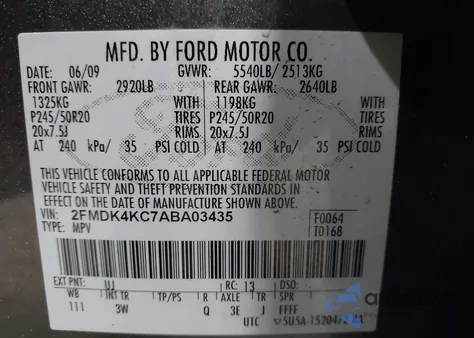 MFD. BY FORD MOTOR CO.
DATE: 06/09 GVWR: 5540LB/ 2513KG
FRONT GAWR: 2920LB REAR GAWR: 2640LB
1325KG WITH 1198KG WITH
P245/50R20 TIRES P245/50R20 TIRES
20x7.5J RIMS 20x7.5J RIMS
AT 240 kPa/ 35 PSI COLD AT 240 kPa/ 35 PSI COLD
THIS VEHICLE CONFORMS TO ALL APPLICABLE FEDERAL MOTOR
VEHICLE SAFETY AND THEFT PREVENTION STANDARDS IN
EFFECT ON THE DATE OF MANUFACTURE SHOWN ABOVE.
VIN: 2FMDK4KC7ABA03435 F0064
TYPE: MPV T0168
EXT PNT: UJ RC: 13 DSO:
WB INT TR TP/PS R AXLE TR SPR
111 3W Q 3E J
UTC